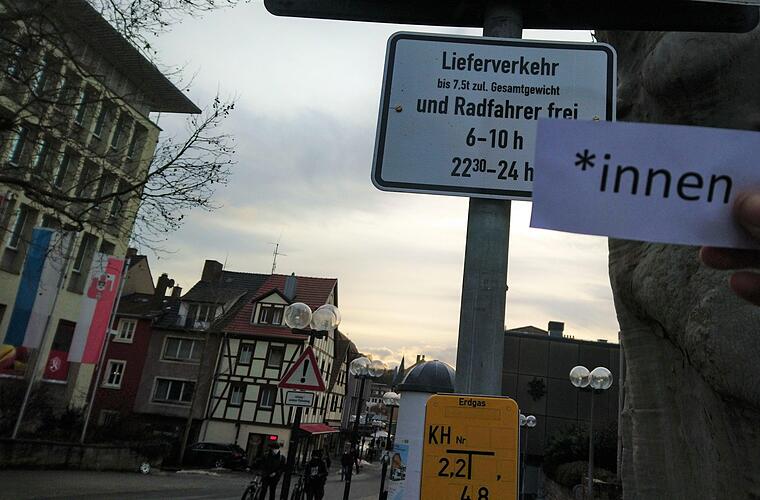 Lieferverkehr
bis 7,5t zul. Gesamtgewicht
und Radfahrer frei
6-10 h
22³⁰-24 h
*innen
Erdgas
KH Nr
2,2
4,8